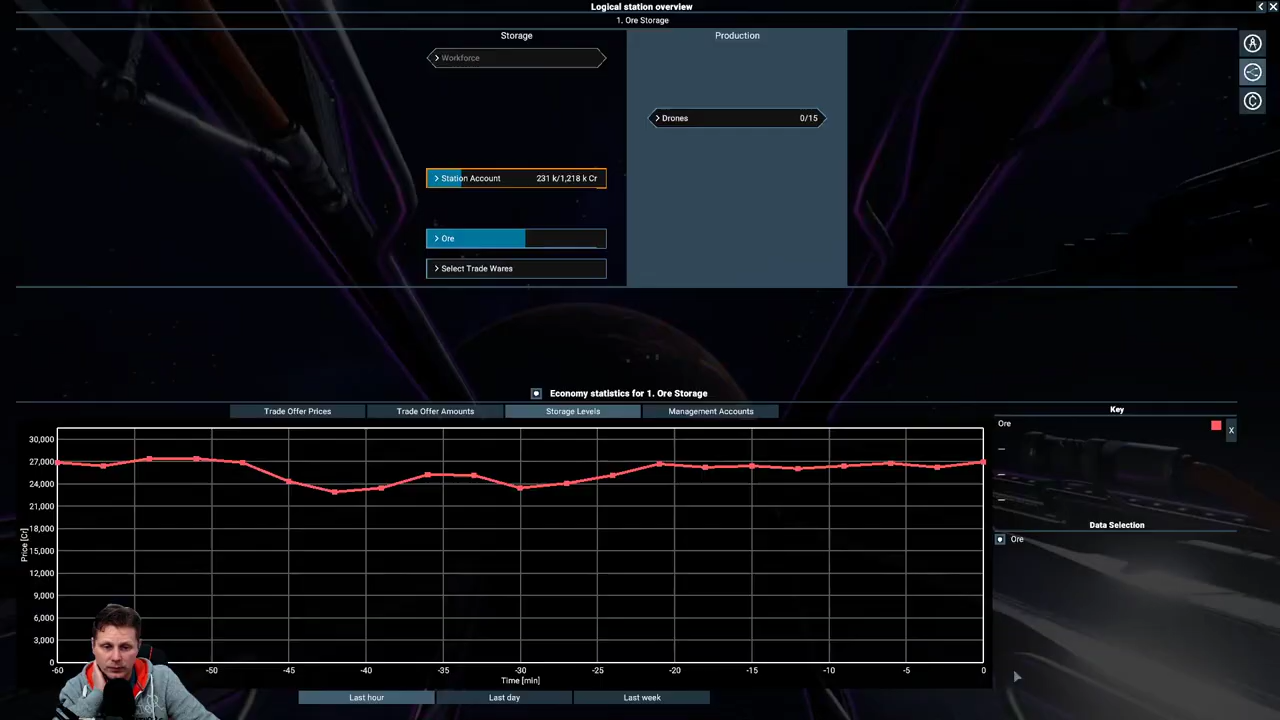 Logical station overview
1. Ore Storage
Storage
Production
Workforce
Drones 0/15
Station Account 231 k/1,218 k Cr
Ore
Select Trade Wares
Economy statistics for 1. Ore Storage
Trade Offer Prices
Trade Offer Amounts
Storage Levels
Management Accounts
Key
Ore
X
Data Selection
Ore
Price [Cr]
30,000
27,000
24,000
21,000
18,000
15,000
12,000
9,000
6,000
3,000
0
-60
-50
-45
-40
-35
-30
-25
-20
-15
-10
-5
0
Time [min]
Last hour
Last day
Last week